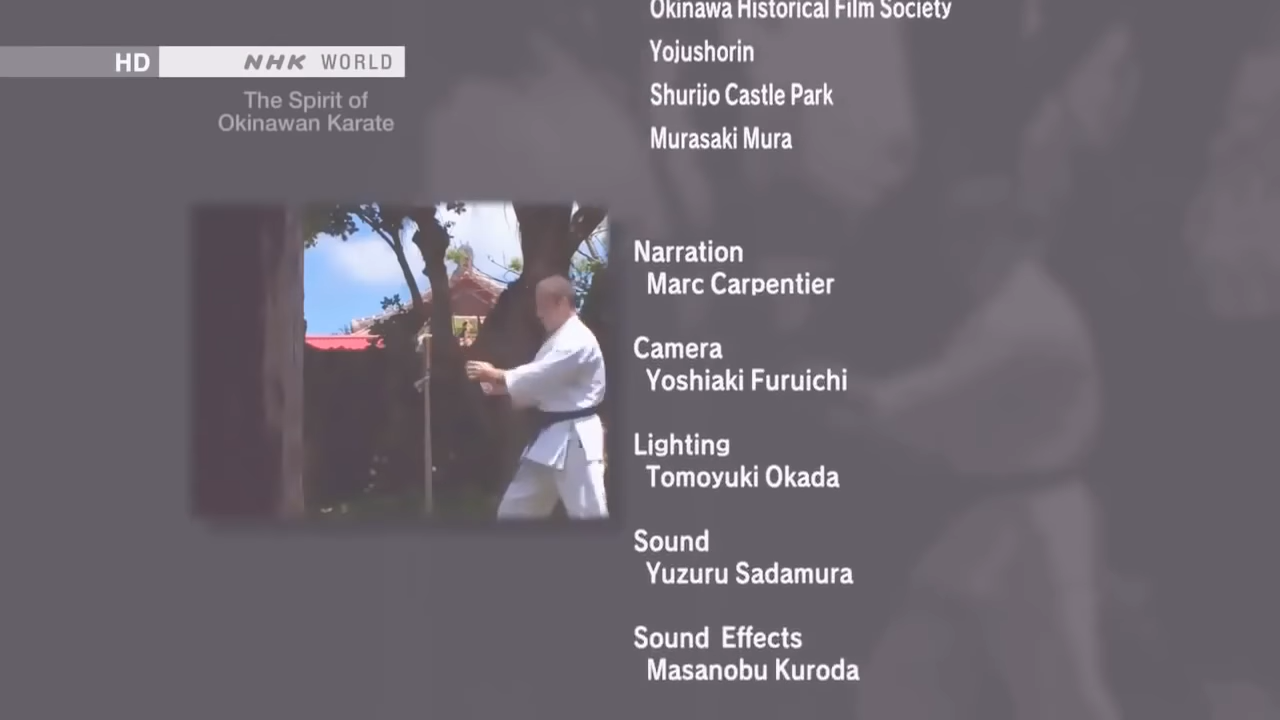 HD NHK WORLD
The Spirit of
Okinawan Karate
Okinawa Historical Film Society
Yojushorin
Shurijo Castle Park
Murasaki Mura
Narration
Marc Carpentier
Camera
Yoshiaki Furuichi
Lighting
Tomoyuki Okada
Sound
Yuzuru Sadamura
Sound Effects
Masanobu Kuroda